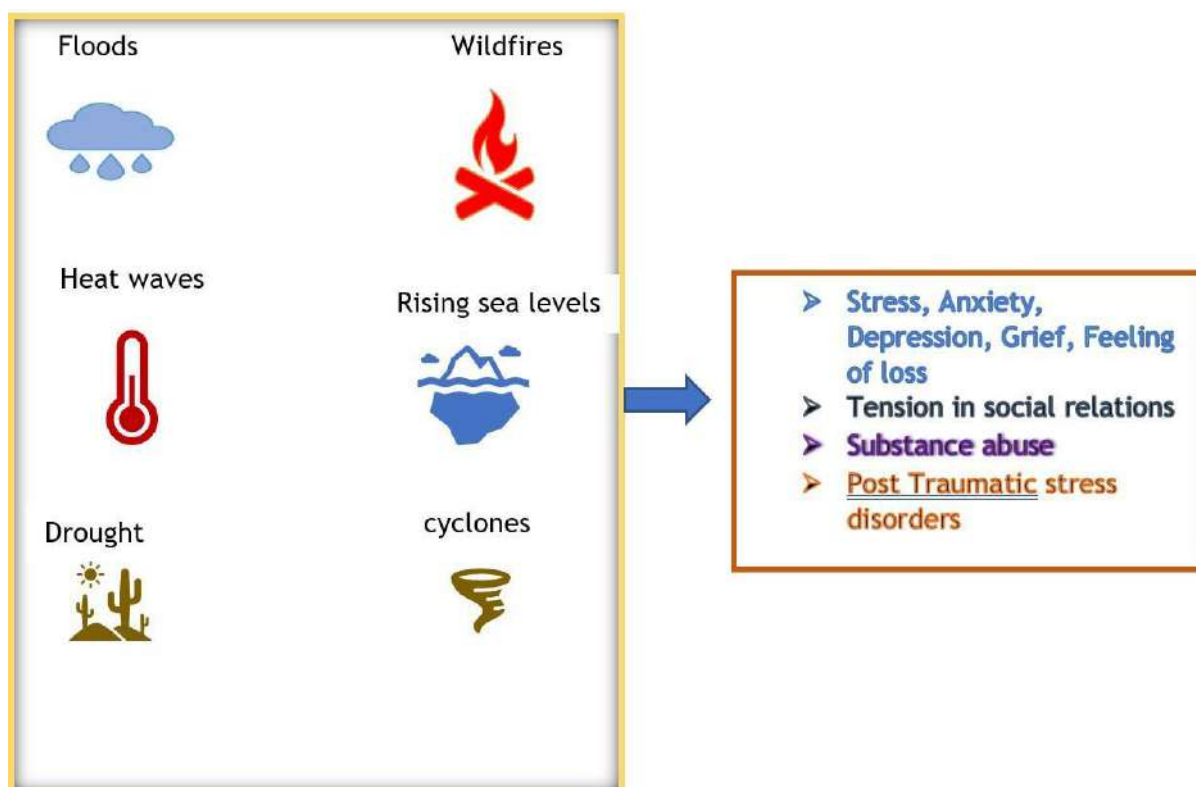 Floods
Wildfires
Heat waves
Rising sea levels
Drought
cyclones
➤ Stress, Anxiety,
Depression, Grief, Feeling
of loss
➤ Tension in social relations
➤ Substance abuse
➤ Post Traumatic stress
disorders